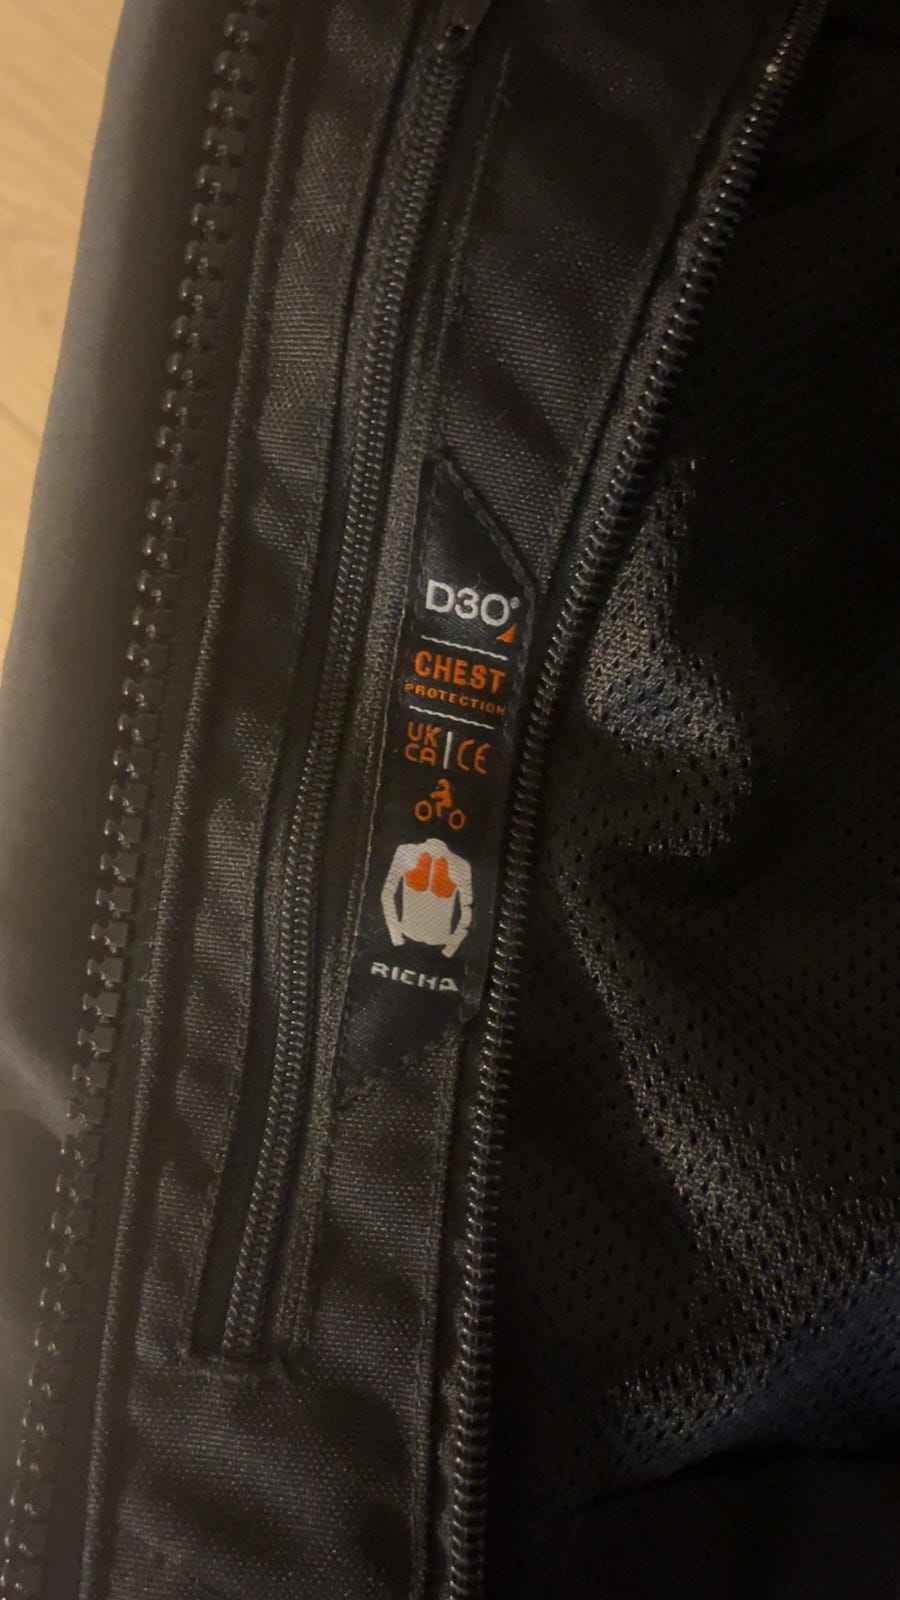 D3O®
CHEST
PROTECTION
UK
CA
CE
RICHA